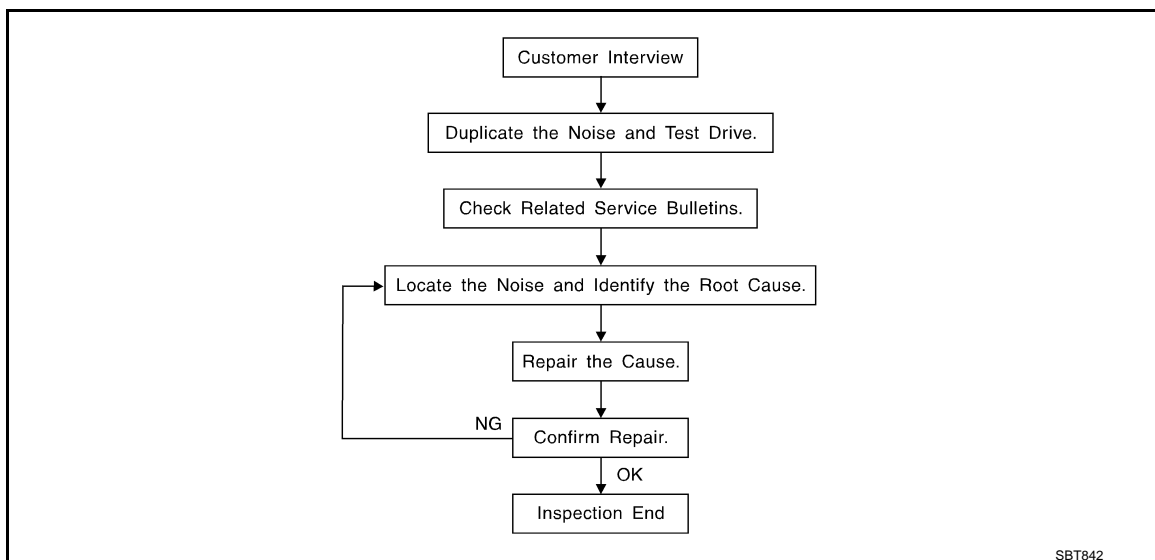 Customer Interview
Duplicate the Noise and Test Drive.
Check Related Service Bulletins.
Locate the Noise and Identify the Root Cause.
Repair the Cause.
NG
Confirm Repair.
OK
Inspection End
SBT842